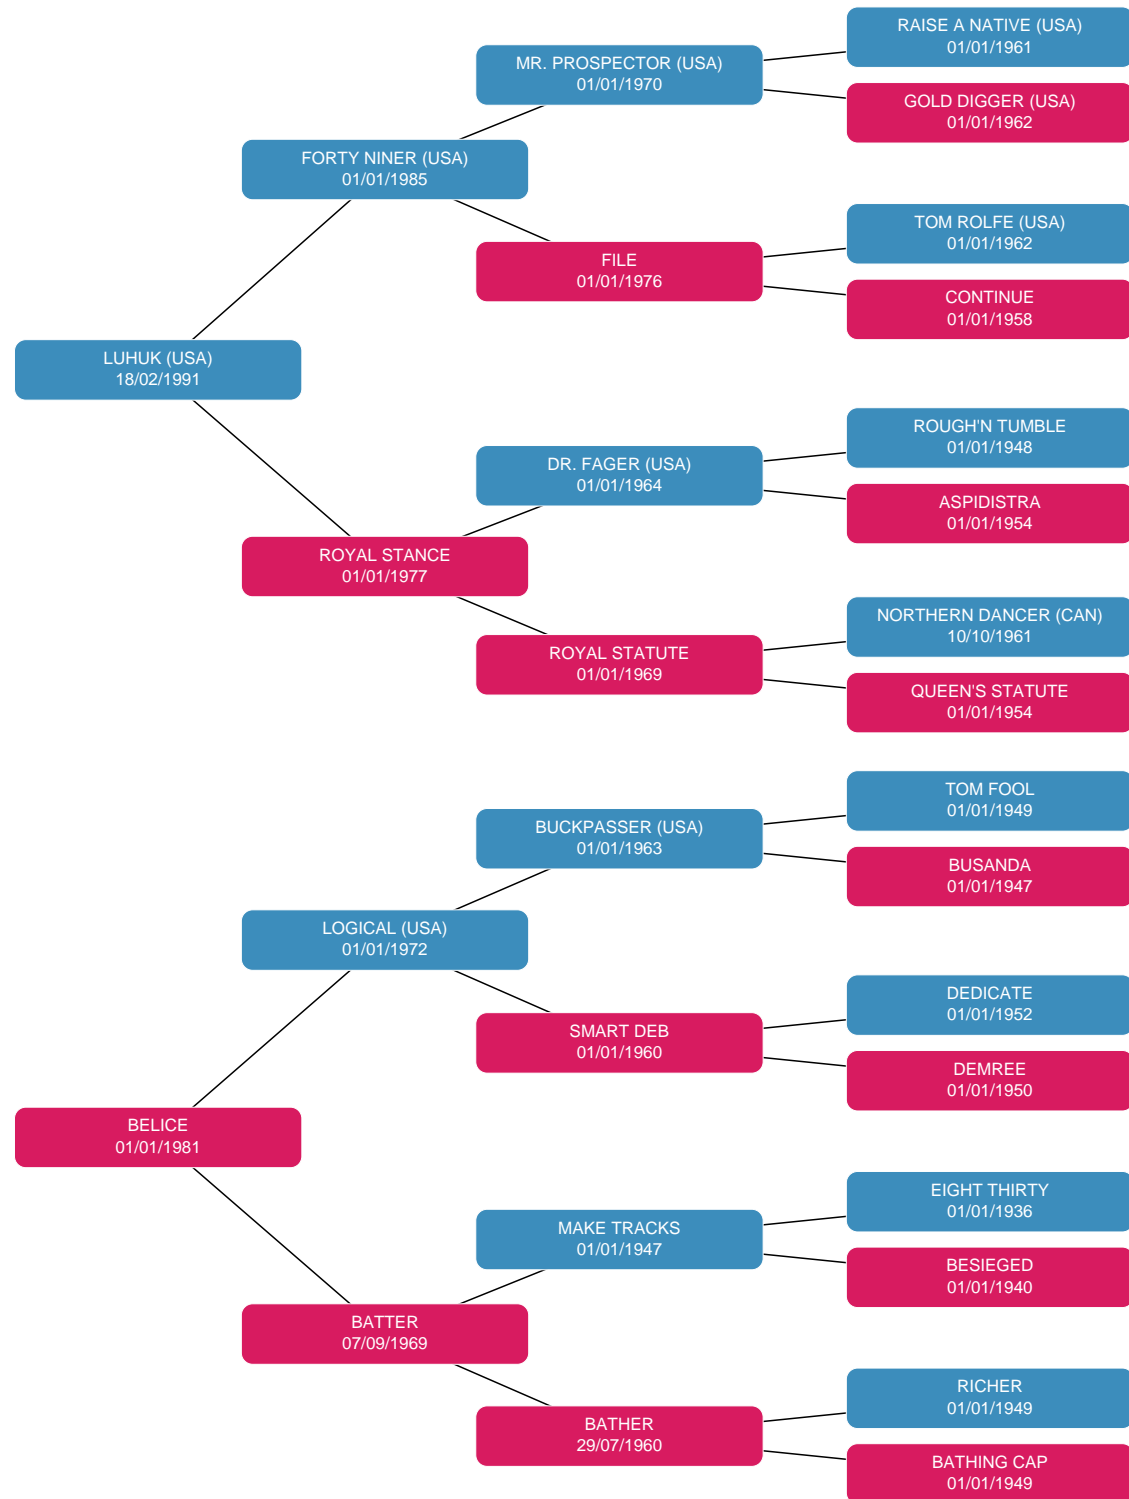 RAISE A NATIVE (USA)
01/01/1961
MR. PROSPECTOR (USA)
01/01/1970
GOLD DIGGER (USA)
01/01/1962
FORTY NINER (USA)
01/01/1985
TOM ROLFE (USA)
01/01/1962
FILE
01/01/1976
CONTINUE
01/01/1958
LUHUK (USA)
18/02/1991
ROUGH'N TUMBLE
01/01/1948
DR. FAGER (USA)
01/01/1964
ASPIDISTRA
01/01/1954
ROYAL STANCE
01/01/1977
NORTHERN DANCER (CAN)
10/10/1961
ROYAL STATUTE
01/01/1969
QUEEN'S STATUTE
01/01/1954
TOM FOOL
01/01/1949
BUCKPASSER (USA)
01/01/1963
BUSANDA
01/01/1947
LOGICAL (USA)
01/01/1972
DEDICATE
01/01/1952
SMART DEB
01/01/1960
DEMREE
01/01/1950
BELICE
01/01/1981
EIGHT THIRTY
01/01/1936
MAKE TRACKS
01/01/1947
BESIEGED
01/01/1940
BATTER
07/09/1969
RICHER
01/01/1949
BATHER
29/07/1960
BATHING CAP
01/01/1949